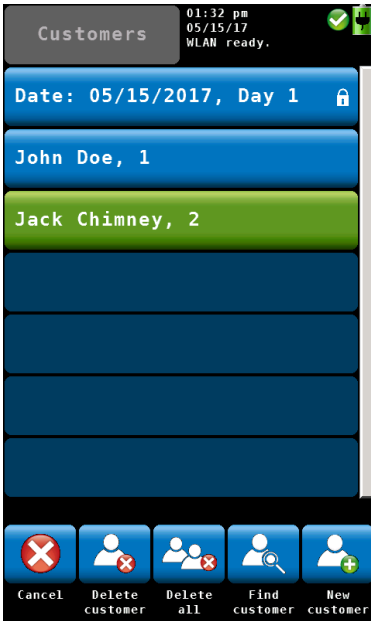 Customers
01:32 pm
05/15/17
WLAN ready.
Date: 05/15/2017, Day 1
John Doe, 1
Jack Chimney, 2
Cancel
Delete
customer
Delete
all
Find
customer
New
customer